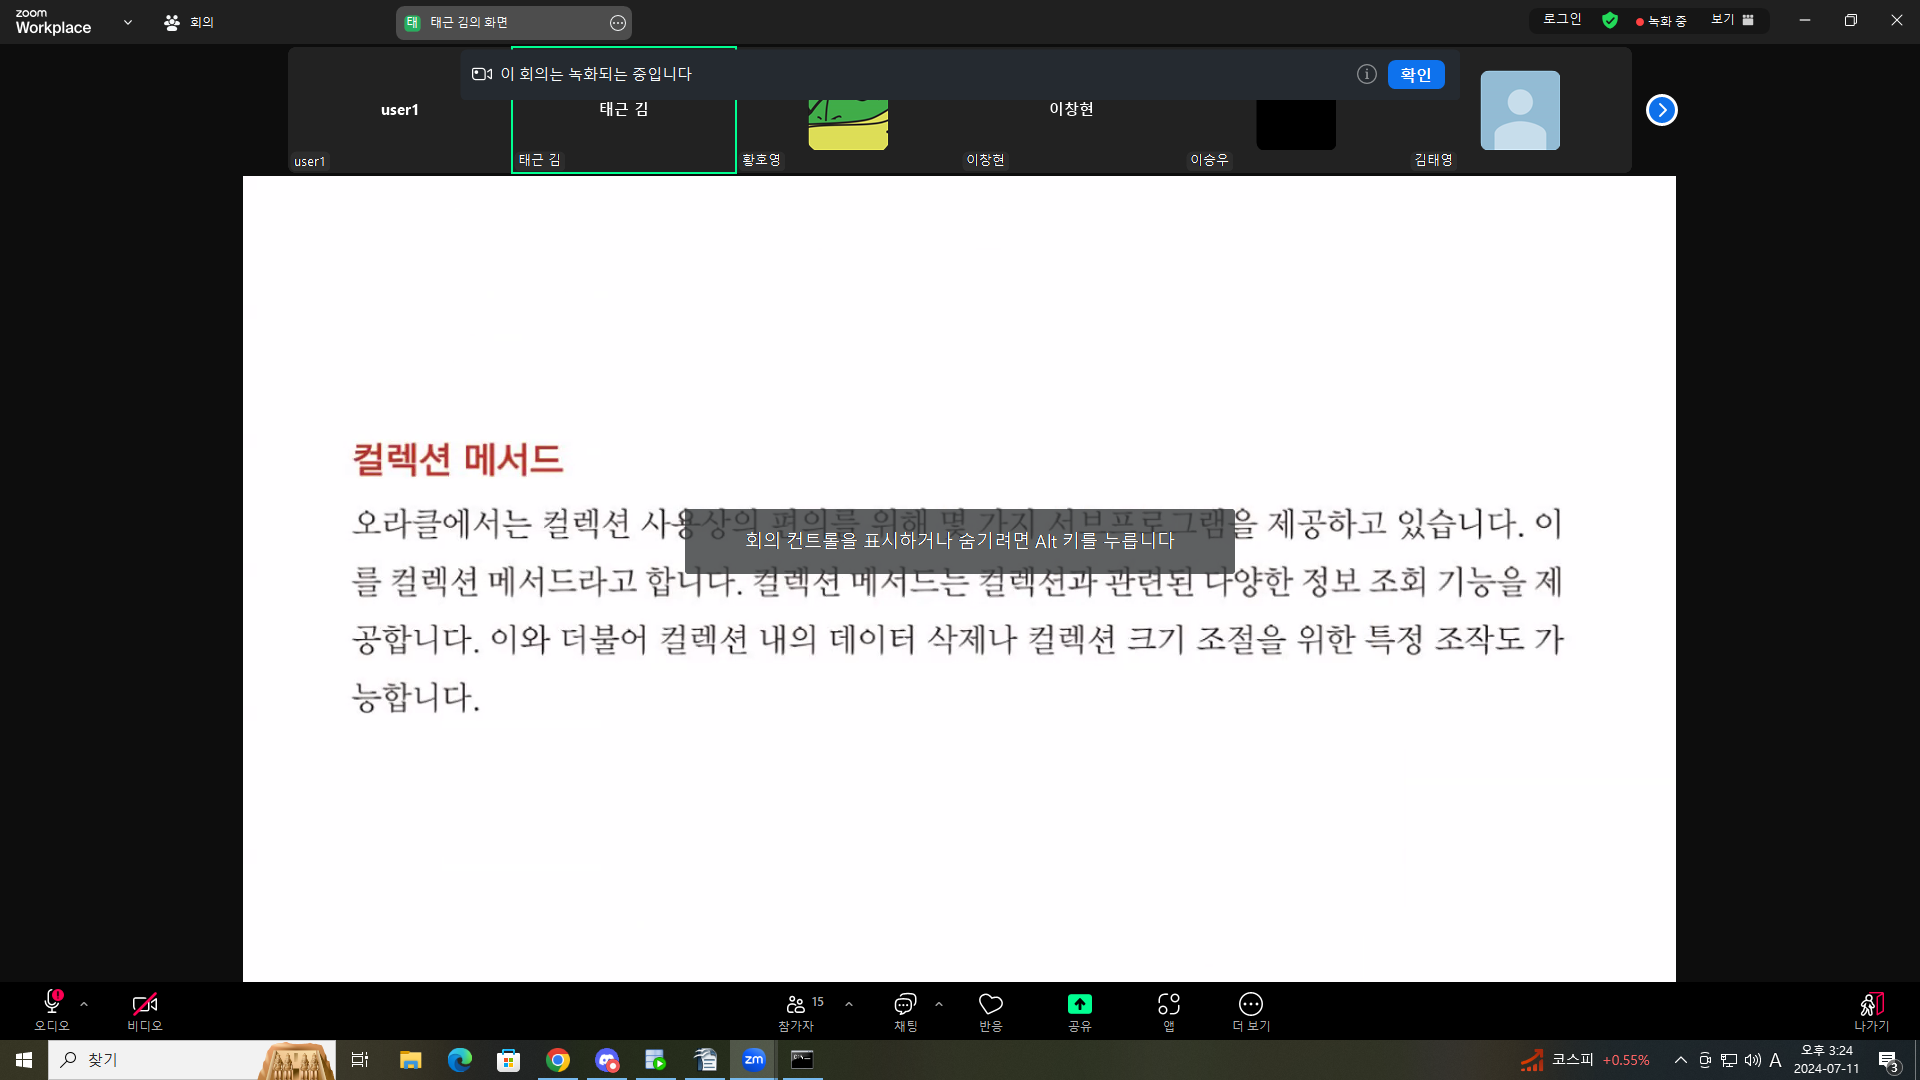 zoom
Workplace
회의
태 태근 김의 화면
로그인
녹화 중
보기
이 회의는 녹화되는 중입니다
확인
user1
태근 김
이창현
user1
태근 김
황호영
이창현
이승우
김태영
컬렉션 메서드
오라클에서는 컬렉션 사용상의 편의를 위해 몇 가지 서브프로그램을 제공하고 있습니다. 이
회의 컨트롤을 표시하거나 숨기려면 Alt 키를 누릅니다
를 컬렉션 메서드라고 합니다. 컬렉션 메서드는 컬렉션과 관련된 다양한 정보 조회 기능을 제
공합니다. 이와 더불어 컬렉션 내의 데이터 삭제나 컬렉션 크기 조절을 위한 특정 조작도 가
능합니다.
오디오
비디오
참가자
15
채팅
반응
공유
앱
더 보기
나가기
찾기
zm
코스피 +0.55%
A
오후 3:24
2024-07-11
3